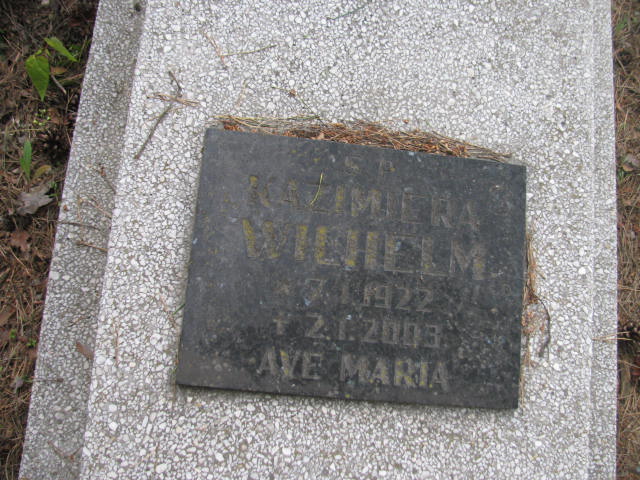 Ś.P.
KAZIMIERA
WILHELM
* 7.1.1922
† 2.1.2003
AVE MARIA